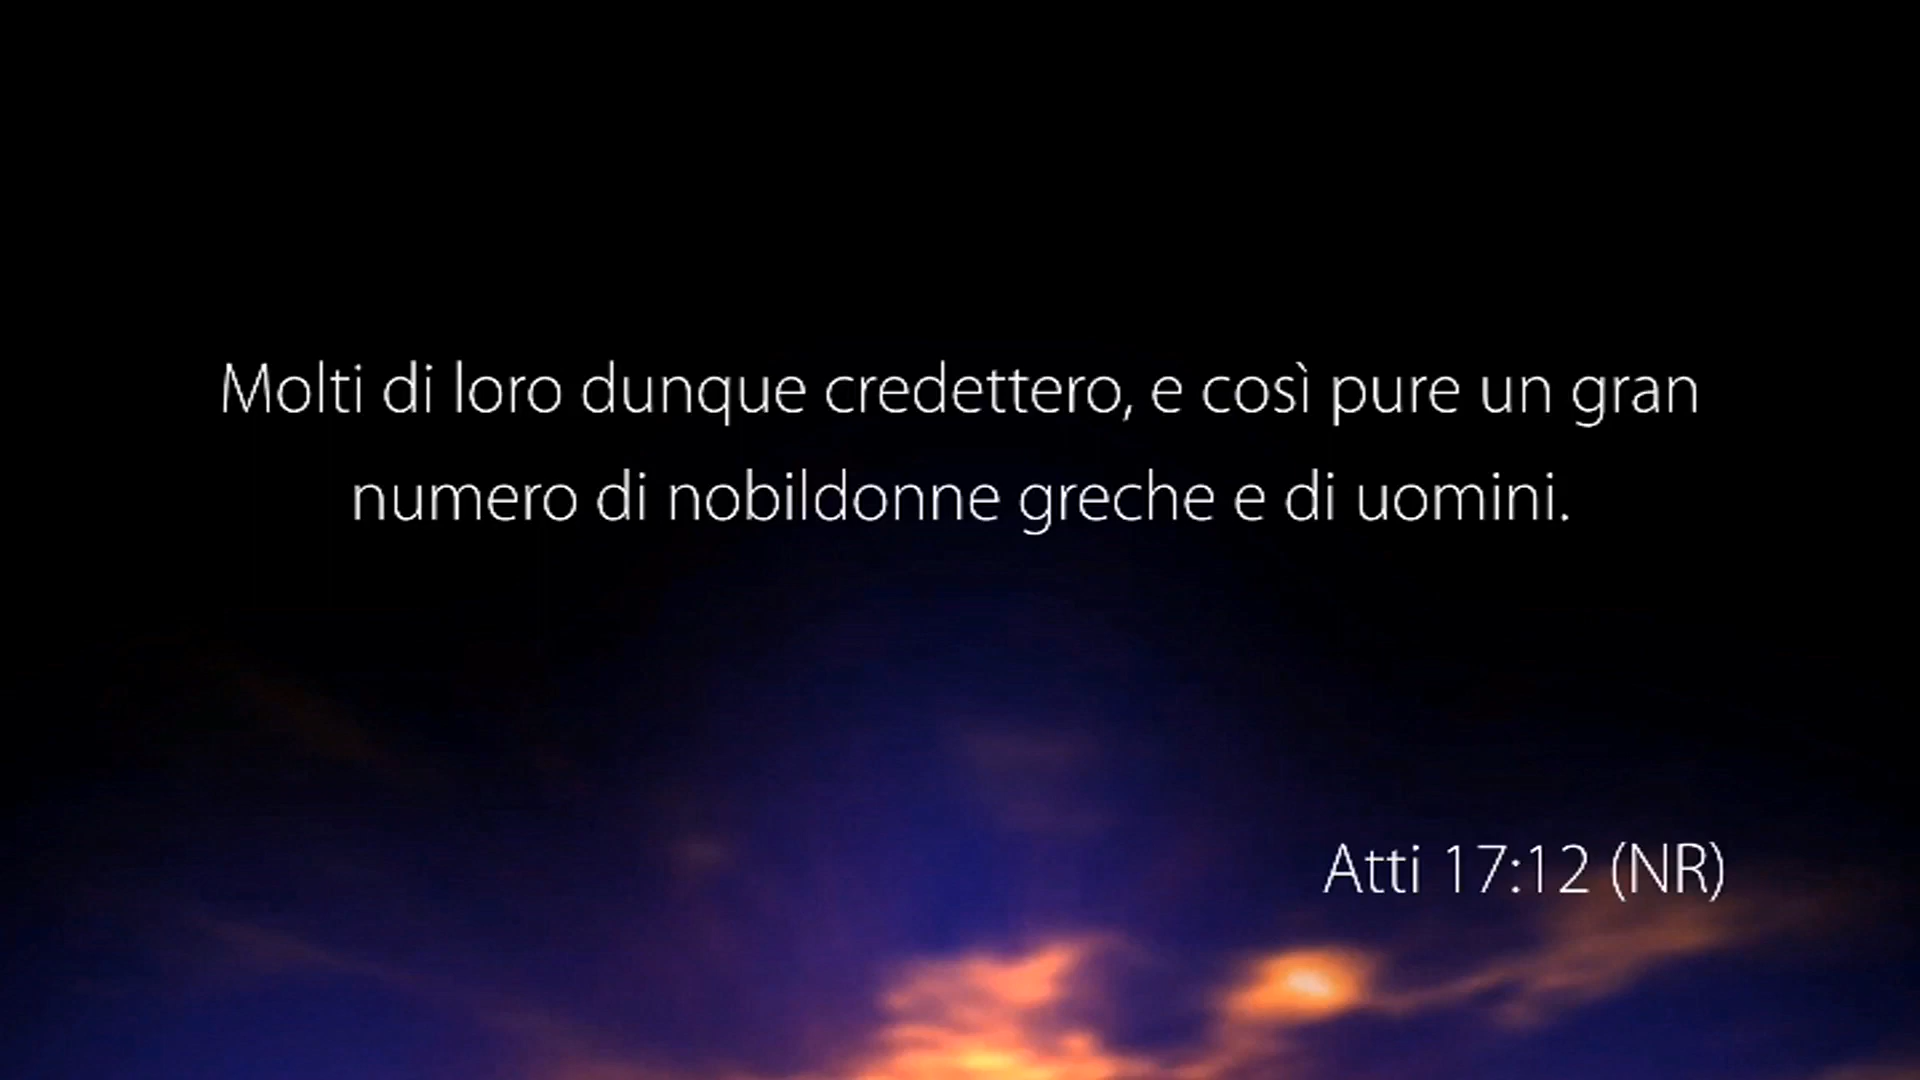 Molti di loro dunque credettero, e così pure un gran
numero di nobildonne greche e di uomini.
Atti 17:12 (NR)